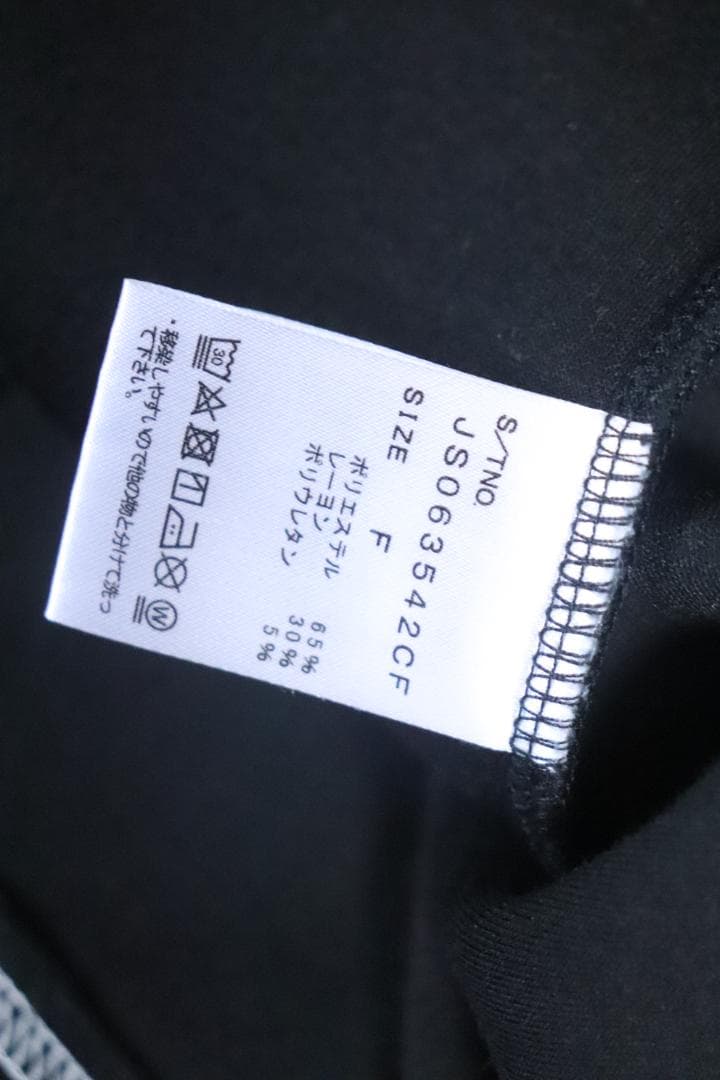 S/TNO.
JS063542CF
SIZE F
ポリエステル 65%
レーヨン 30%
ポリウレタン 5%
30
W
・移染しやすいので他の物と分けて洗っ
て下さい。